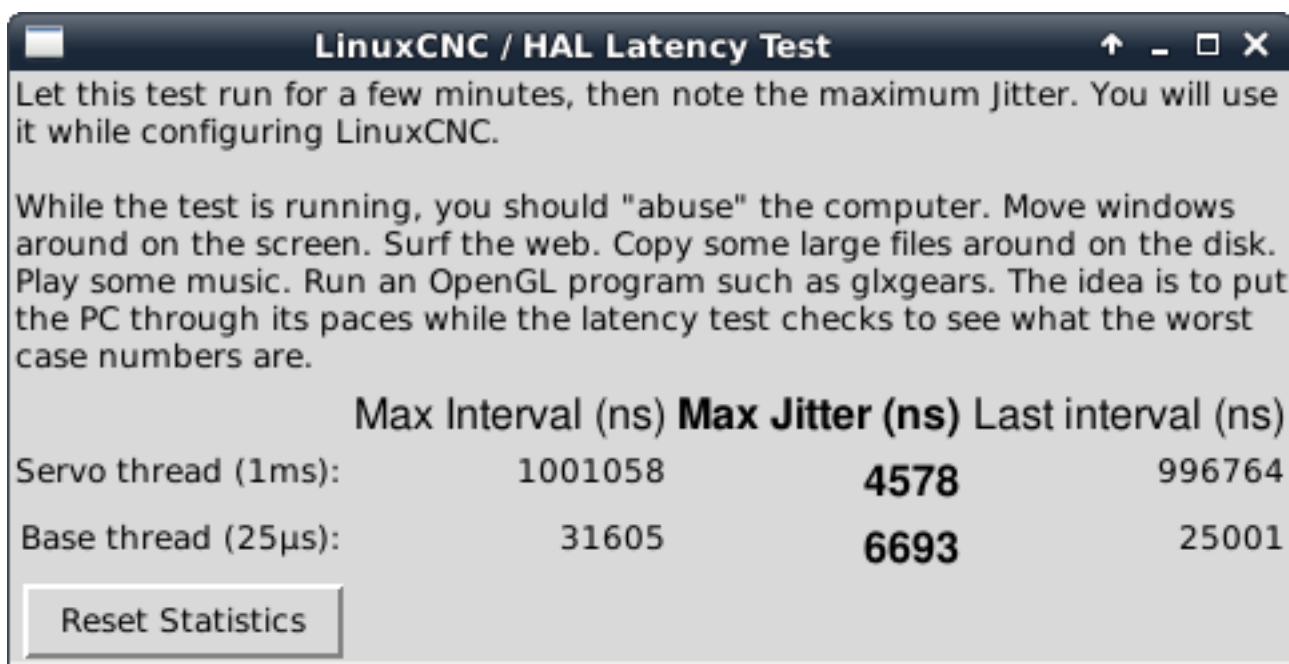 LinuxCNC / HAL Latency Test
Let this test run for a few minutes, then note the maximum Jitter. You will use
it while configuring LinuxCNC.
While the test is running, you should "abuse" the computer. Move windows
around on the screen. Surf the web. Copy some large files around on the disk.
Play some music. Run an OpenGL program such as glxgears. The idea is to put
the PC through its paces while the latency test checks to see what the worst
case numbers are.
Max Interval (ns) Max Jitter (ns) Last interval (ns)
Servo thread (1ms): 1001058 4578 996764
Base thread (25µs): 31605 6693 25001
Reset Statistics